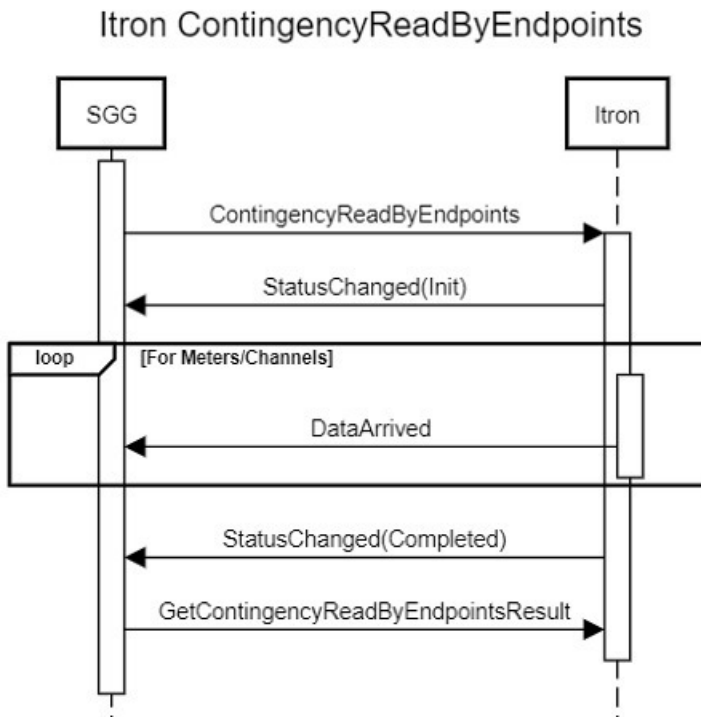 Itron ContingencyReadByEndpoints
SGG
Itron
ContingencyReadByEndpoints
StatusChanged(Init)
loop
[For Meters/Channels]
DataArrived
StatusChanged(Completed)
GetContingencyReadByEndpointsResult